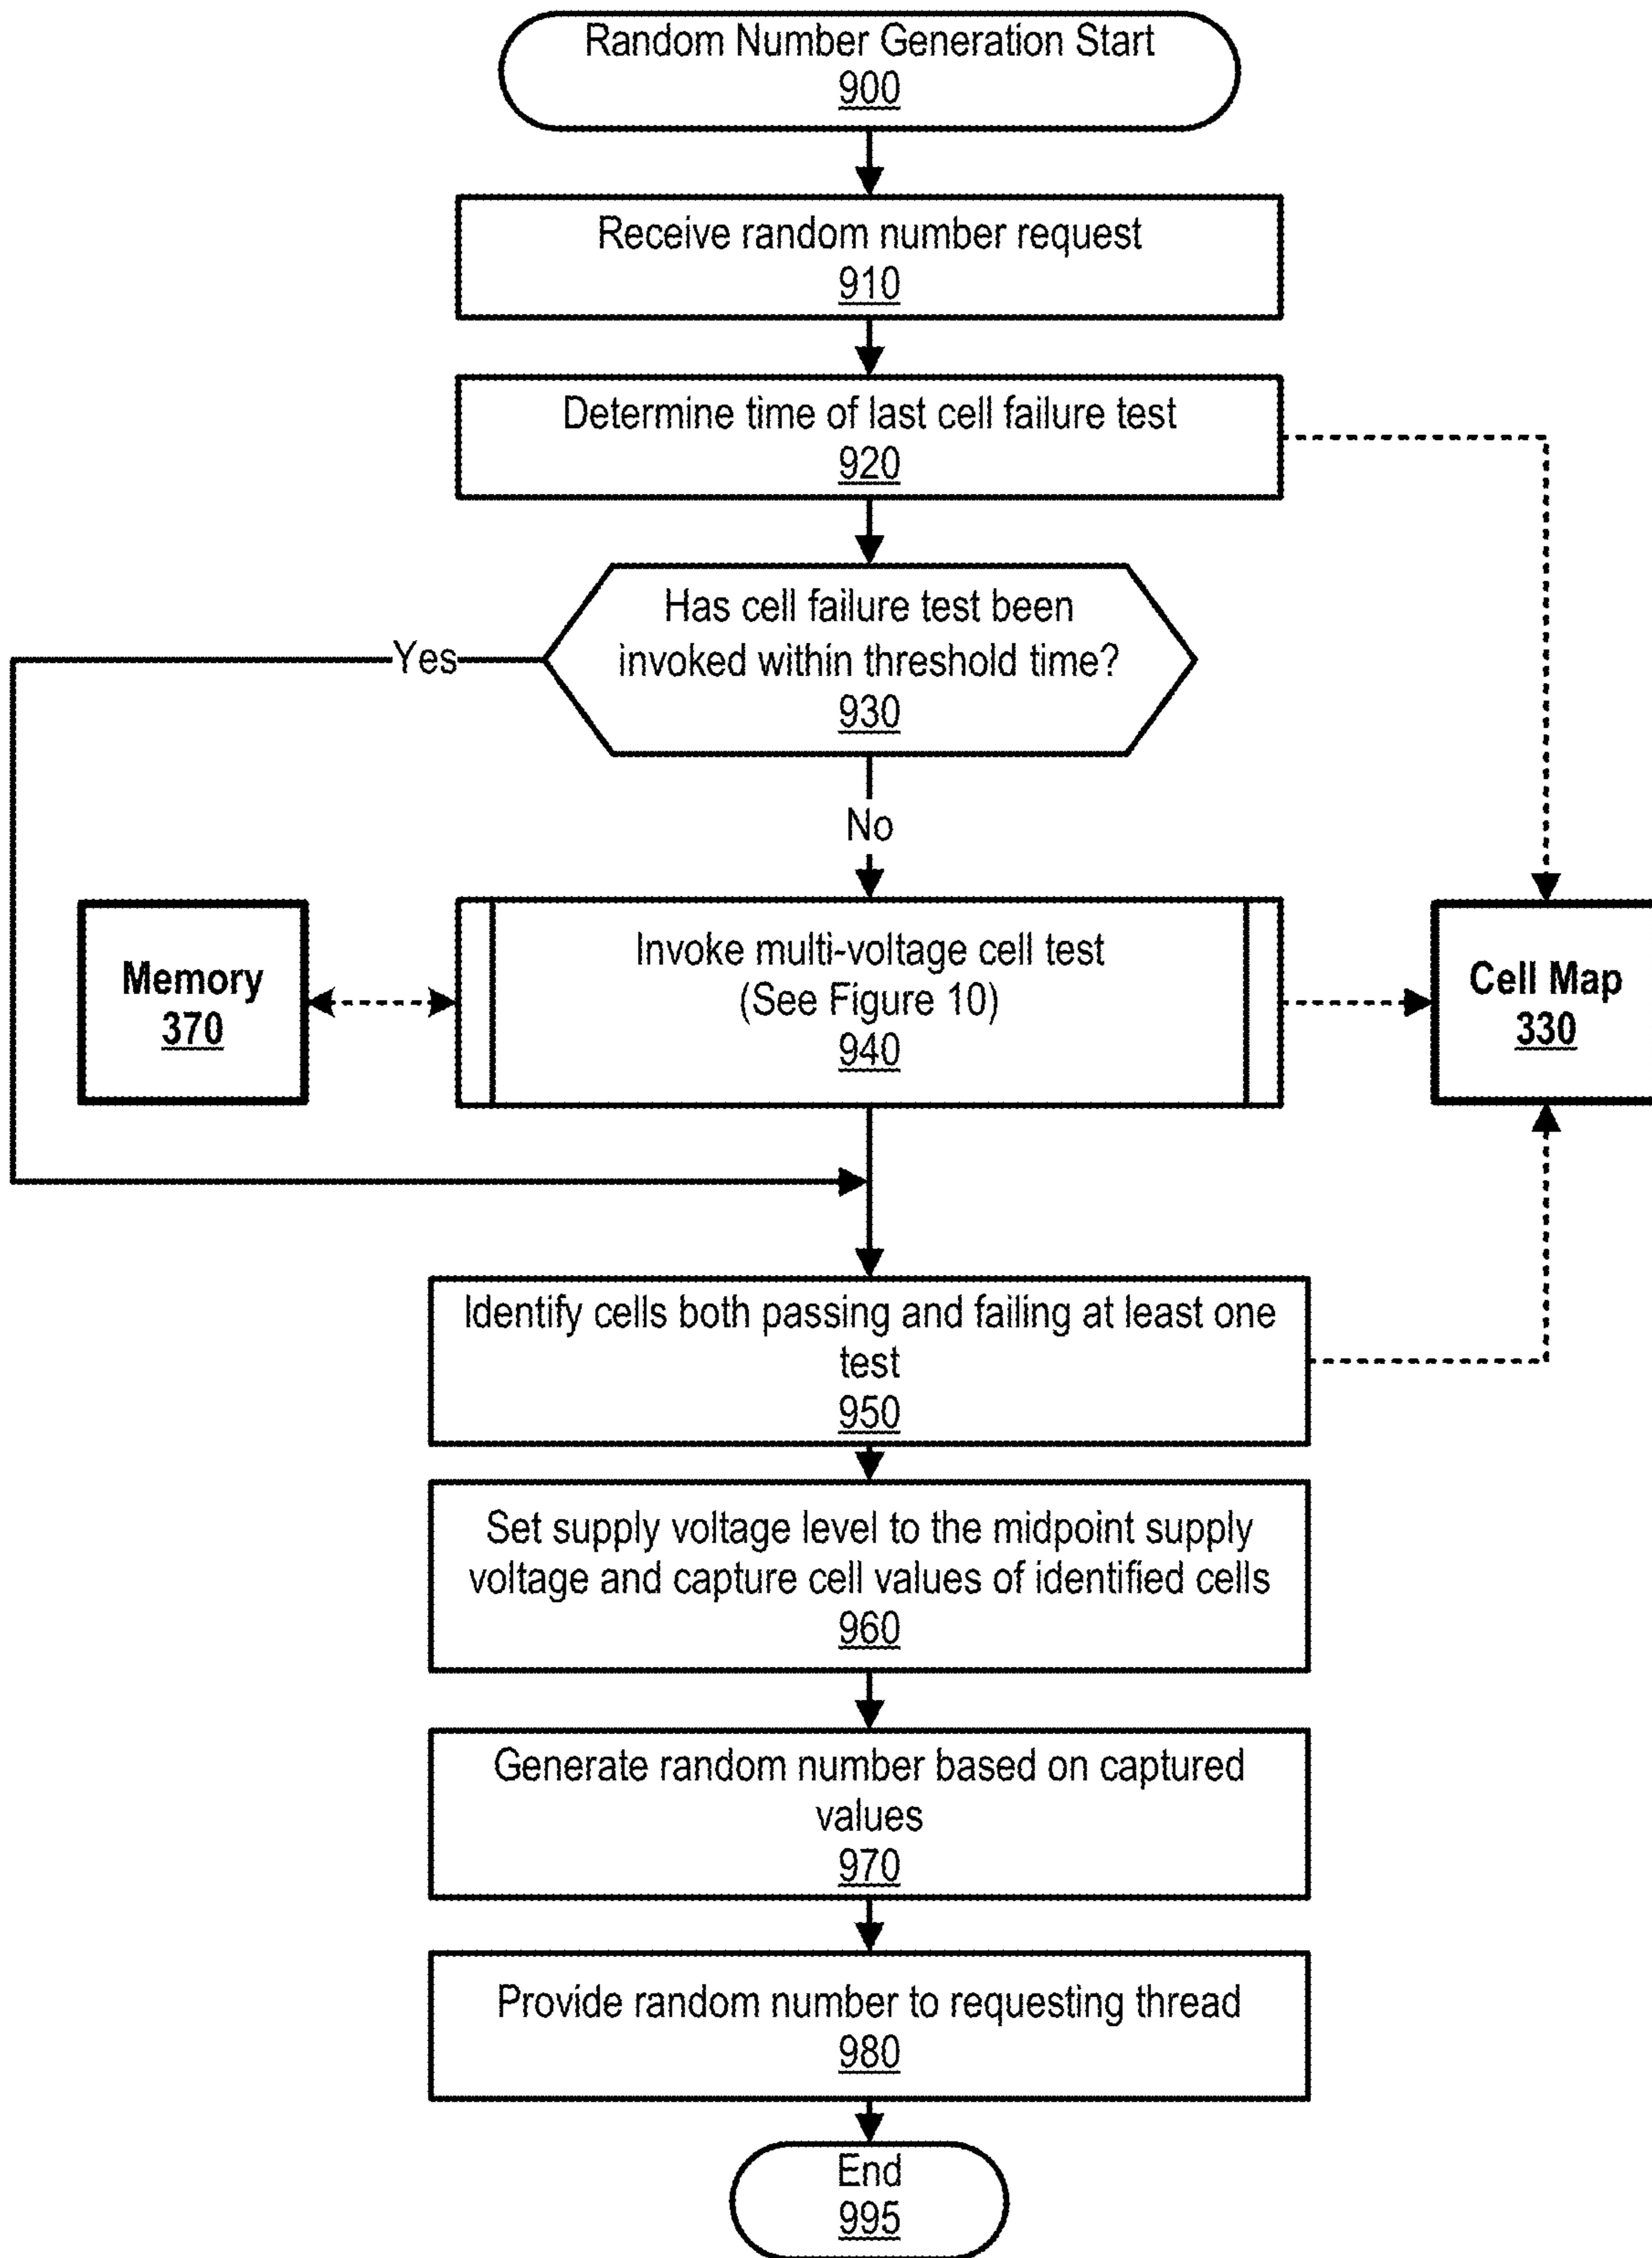 Random Number Generation Start
900
Receive random number request
910
Determine time of last cell failure test
920
Has cell failure test been
invoked within threshold time?
930
Yes
No
Memory
370
Invoke multi-voltage cell test
(See Figure 10)
940
Cell Map
330
Identify cells both passing and failing at least one
test
950
Set supply voltage level to the midpoint supply
voltage and capture cell values of identified cells
960
Generate random number based on captured
values
970
Provide random number to requesting thread
980
End
995